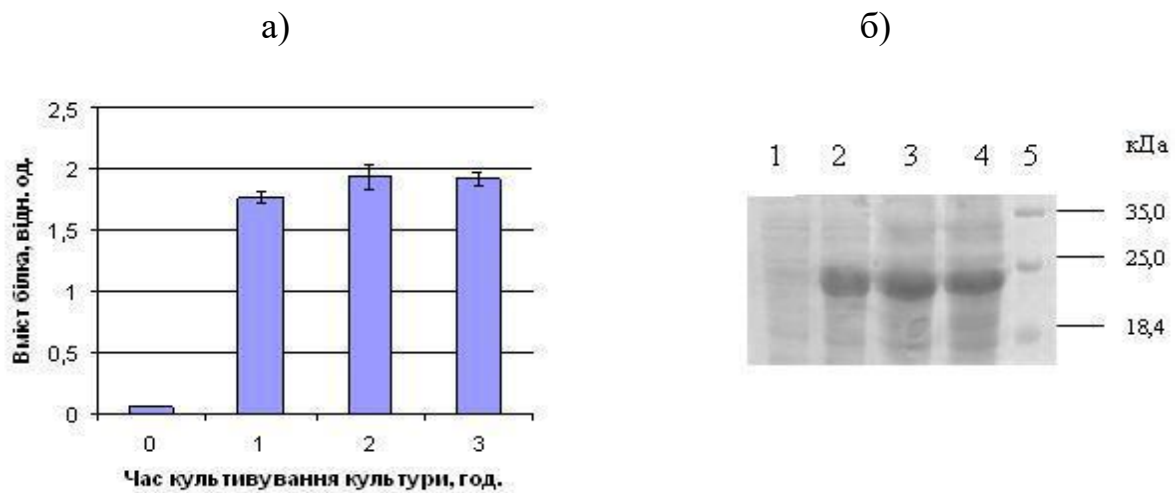 а)
б)
2,5
2
1,5
1
0,5
0
Вміст білка, відн. од.
0 1 2 3
Час культивування культури, год.
1 2 3 4 5 кДа
35,0
25,0
18,4